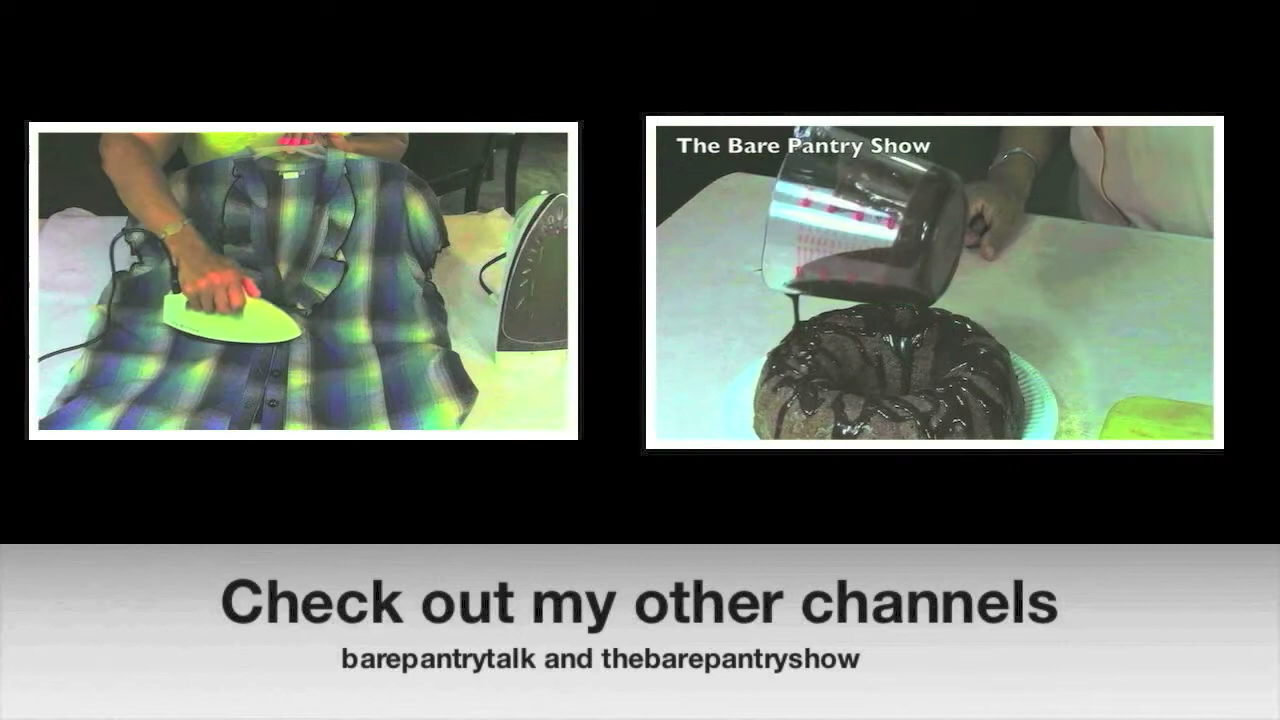 The Bare Pantry Show
Check out my other channels
barepantrytalk and thebarepantryshow